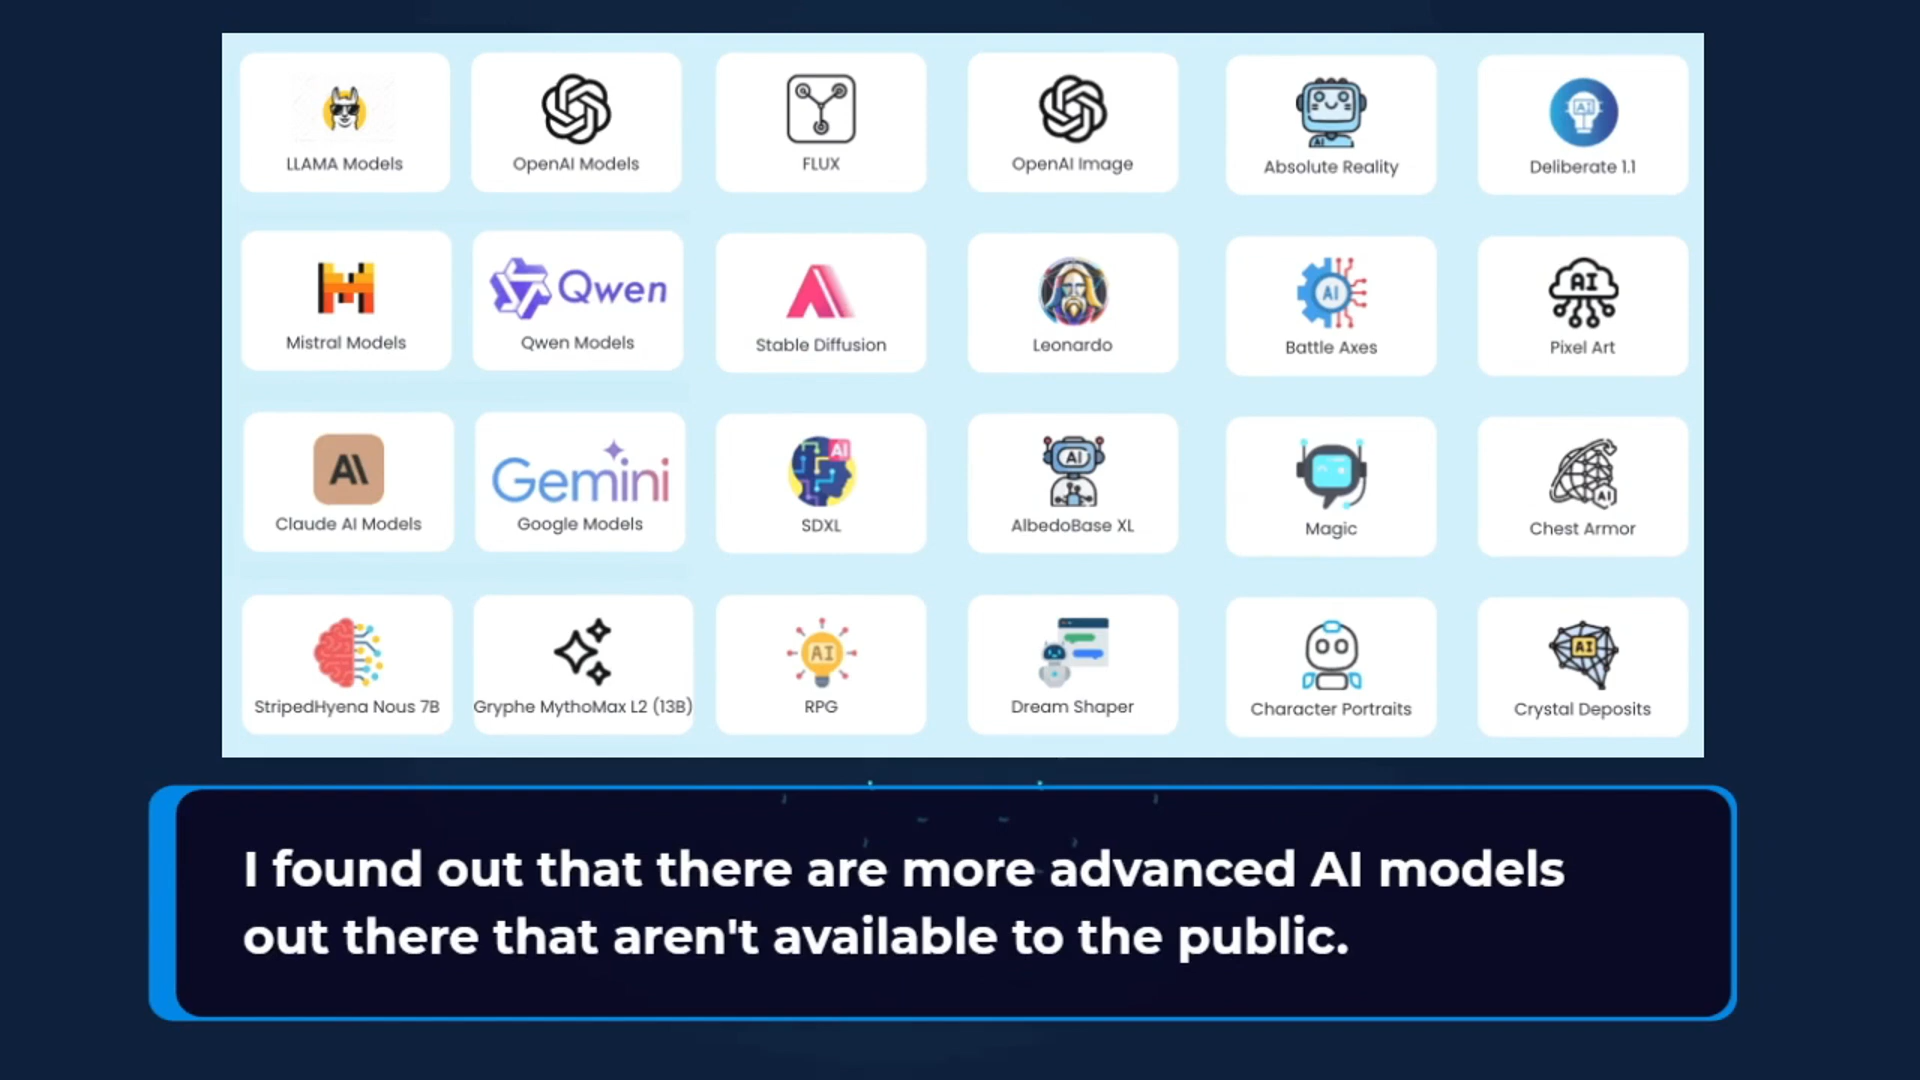 LLAMA Models
OpenAI Models
FLUX
OpenAI Image
Absolute Reality
AI
Deliberate 1.1
Mistral Models
Qwen
Qwen Models
Stable Diffusion
Leonardo
AI
Battle Axes
AI
Pixel Art
AI
Claude AI Models
Gemini
Google Models
AI
SDXL
AI
AlbedoBase XL
Magic
AI
Chest Armor
StripedHyena Nous 7B
Gryphe MythoMax L2 (13B)
AI
RPG
Dream Shaper
Character Portraits
AI
Crystal Deposits
I found out that there are more advanced AI models
out there that aren't available to the public.